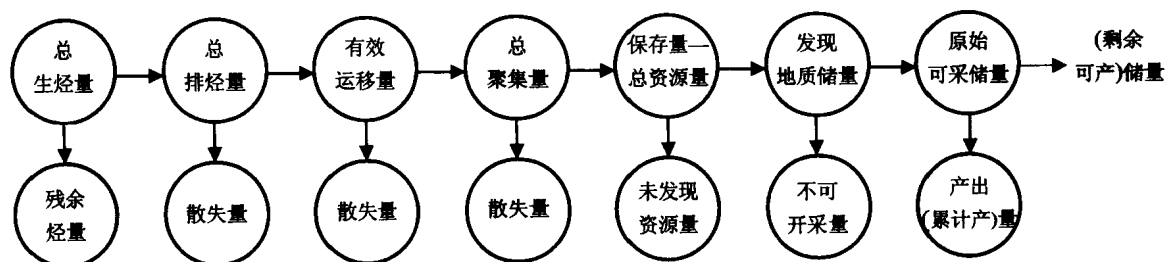 总
生烃量
总
排烃量
有效
运移量
总
聚集量
保存量—
总资源量
发现
地质储量
原始
可采储量
(剩余
可产)储量
残余
烃量
散失量
散失量
散失量
未发现
资源量
不可
开采量
产出
(累计产)量